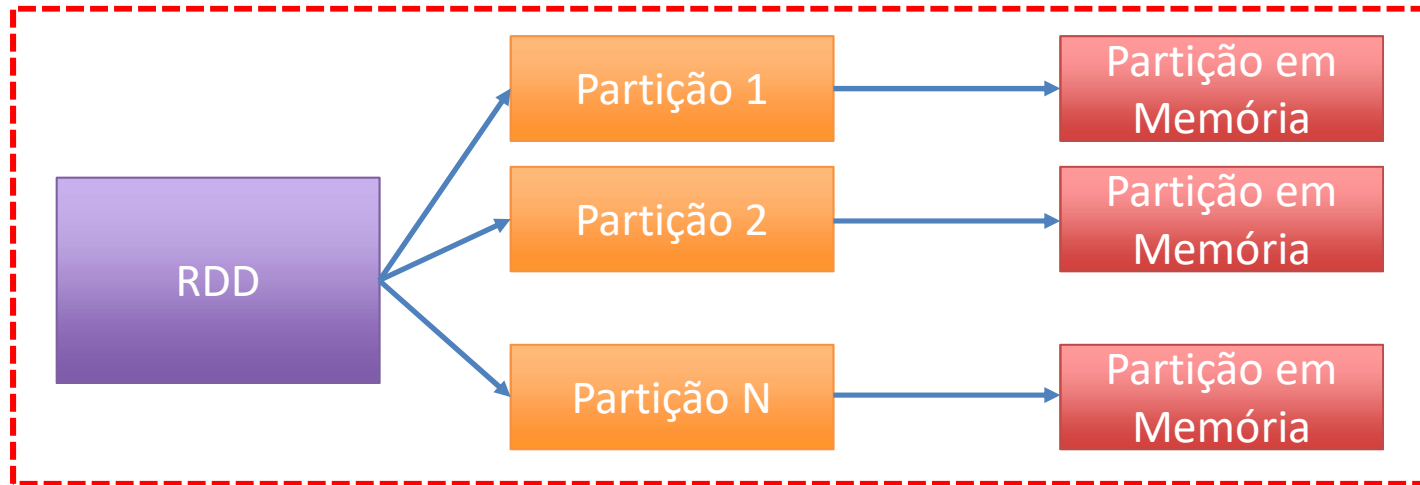 Partição 1
Partição em
Memória
Partição 2
Partição em
Memória
RDD
Partição N
Partição em
Memória